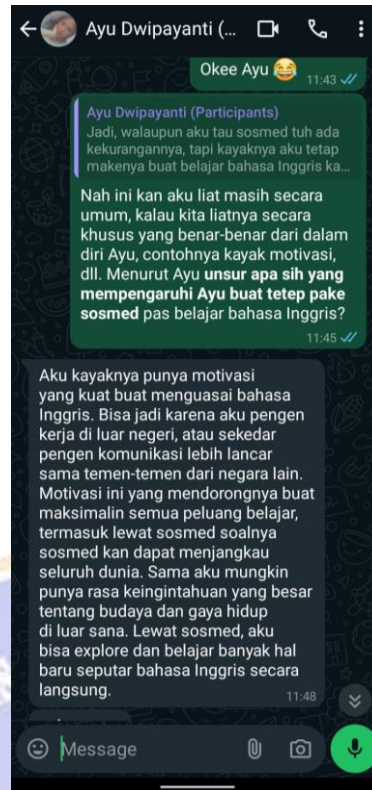 Ayu Dwipayanti (...
Okee Ayu 😂
11:43
Ayu Dwipayanti (Participants)
Jadi, walaupun aku tau sosmed tuh ada
kekurangannya, tapi kayaknya aku tetap
makenya buat belajar bahasa Inggris ka...
Nah ini kan aku liat masih secara
umum, kalau kita liatnya secara
khusus yang benar-benar dari dalam
diri Ayu, contohnya kayak motivasi,
dll. Menurut Ayu unsur apa sih yang
mempengaruhi Ayu buat tetep pake
sosmed pas belajar bahasa Inggris?
11:45
Aku kayaknya punya motivasi
yang kuat buat menguasai bahasa
Inggris. Bisa jadi karena aku pengen
kerja di luar negeri, atau sekedar
pengen komunikasi lebih lancar
sama temen-temen dari negara lain.
Motivasi ini yang mendorongnya buat
maksimalin semua peluang belajar,
termasuk lewat sosmed soalnya
sosmed kan dapat menjangkau
seluruh dunia. Sama aku mungkin
punya rasa keingintahuan yang besar
tentang budaya dan gaya hidup
di luar sana. Lewat sosmed, aku
bisa explore dan belajar banyak hal
baru seputar bahasa Inggris secara
langsung.
11:48
Message